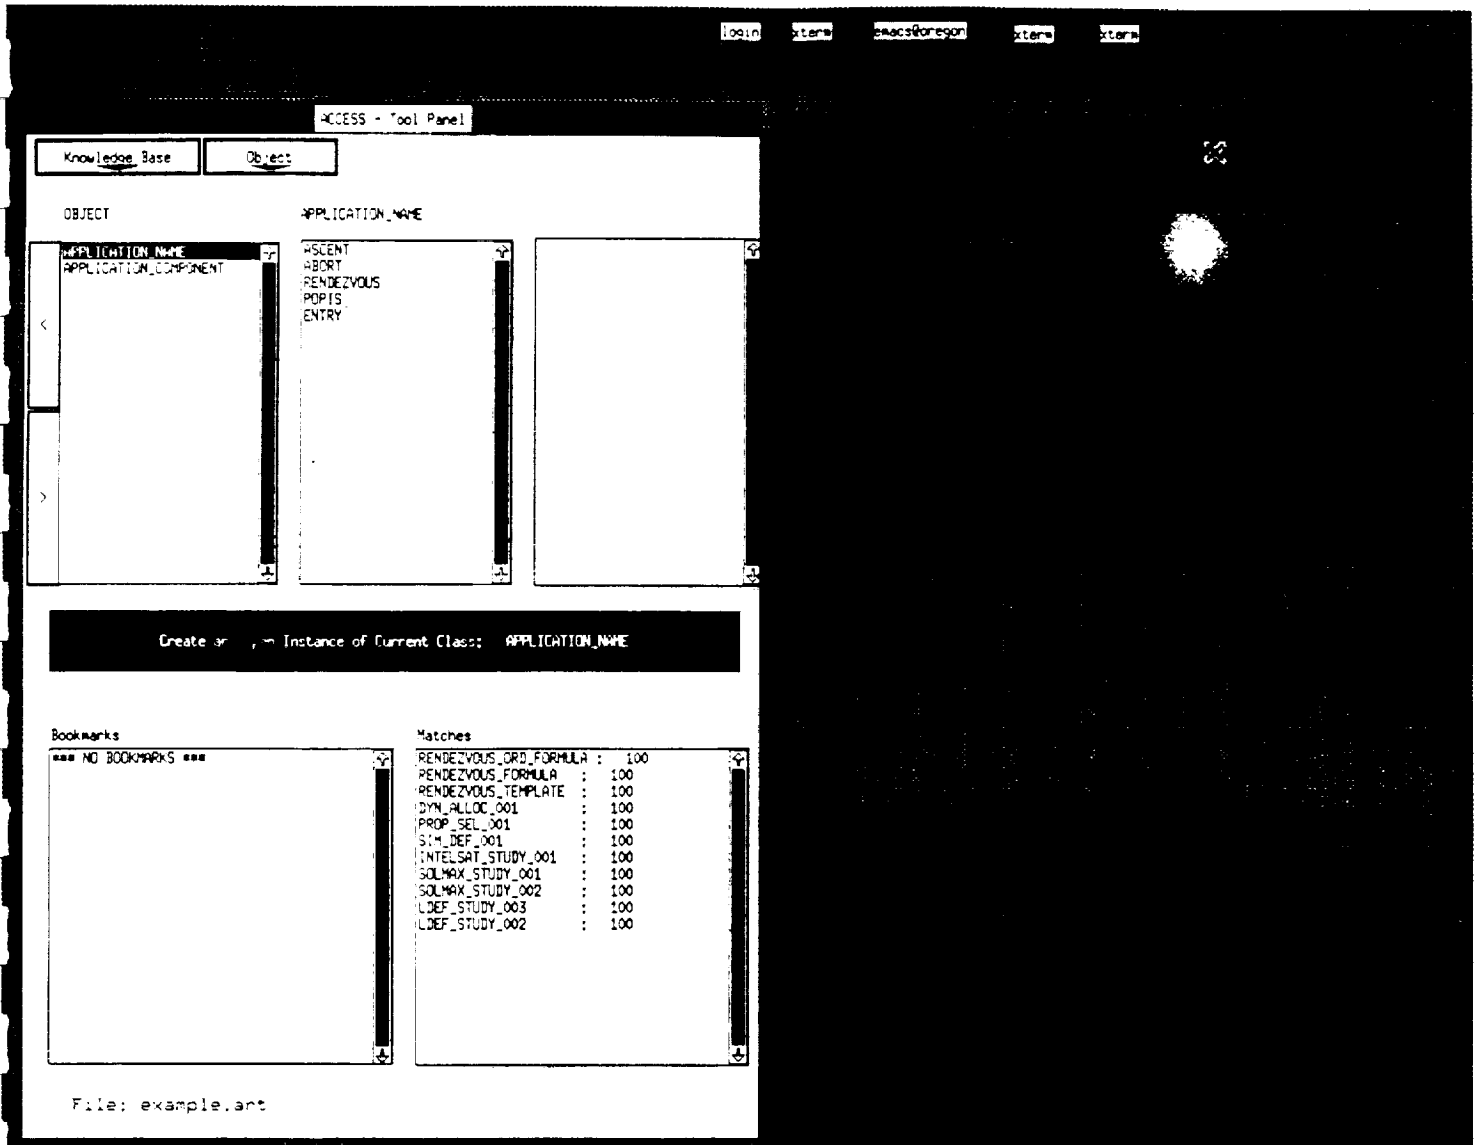 login xterm emacs@oregon xterm xterm
ACCESS - Tool Panel
Knowledge Base Object
OBJECT APPLICATION_NAME
APPLICATION_NAME
APPLICATION_COMPONENT
<
>
ASCENT
ABORT
RENDEZVOUS
POPIS
ENTRY
Create an Instance of Current Class: APPLICATION_NAME
Bookmarks
*** NO BOOKMARKS ***
Matches
RENDEZVOUS_ORD_FORMULA : 100
RENDEZVOUS_FORMULA : 100
RENDEZVOUS_TEMPLATE : 100
DYN_ALLOC_001 : 100
PROP_SEL_001 : 100
SIM_DEF_001 : 100
INTELSAT_STUDY_001 : 100
SOLMAX_STUDY_001 : 100
SOLMAX_STUDY_002 : 100
LDEF_STUDY_003 : 100
LDEF_STUDY_002 : 100
File: example.art